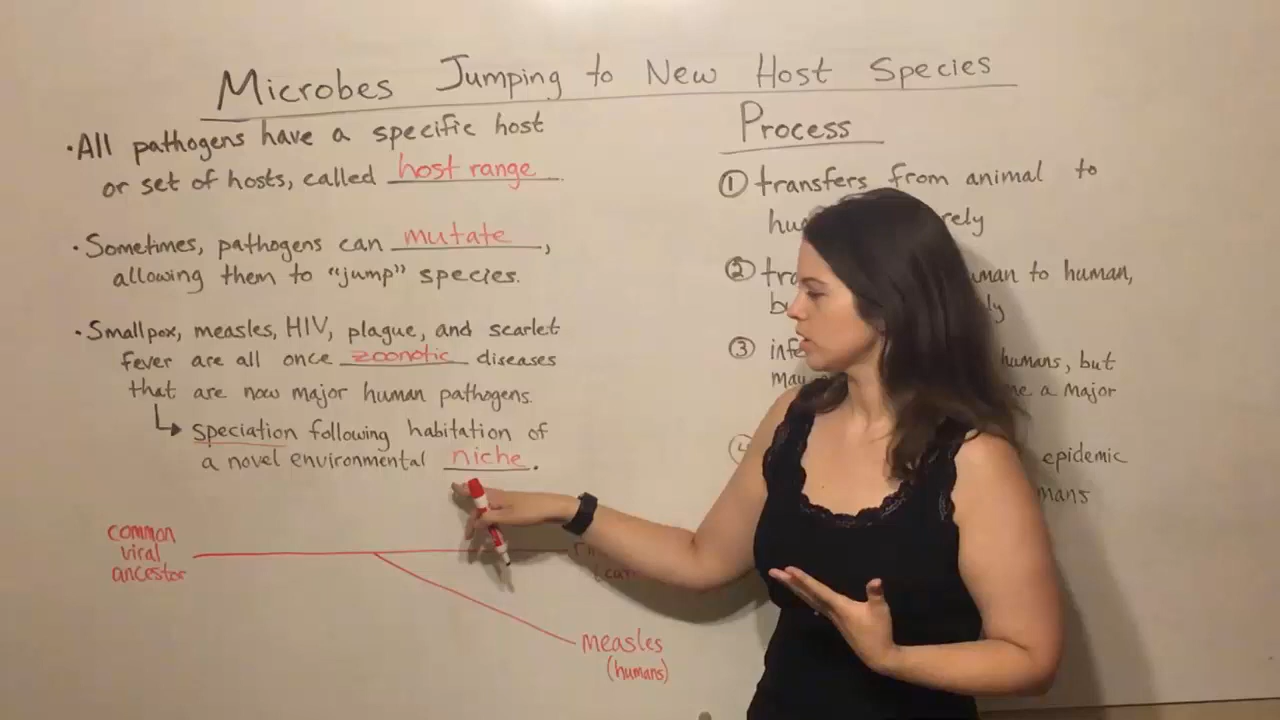 Microbes Jumping to New Host Species
• All pathogens have a specific host
or set of hosts, called host range.
• Sometimes, pathogens can mutate,
allowing them to "jump" species.
• Smallpox, measles, HIV, plague, and scarlet
fever are all once zoonotic diseases
that are now major human pathogens.
↳ speciation following habitation of
a novel environmental niche.
common
viral
ancestor
measles
(humans)
Process
① transfers from animal to
② human to human,
③ humans, but
a major
epidemic